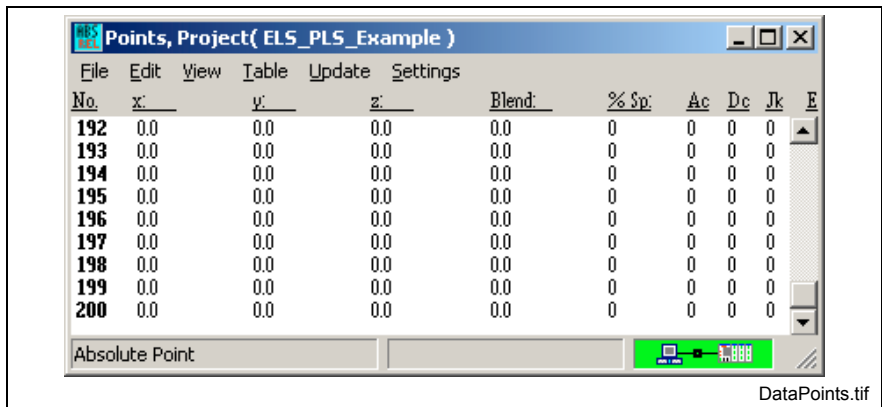 ABS
REL
Points, Project( ELS_PLS_Example )
File Edit View Table Update Settings
No. x: y: z: Blend: % Sp: Ac Dc Jk E
192 0.0 0.0 0.0 0.0 0 0 0 0
193 0.0 0.0 0.0 0.0 0 0 0 0
194 0.0 0.0 0.0 0.0 0 0 0 0
195 0.0 0.0 0.0 0.0 0 0 0 0
196 0.0 0.0 0.0 0.0 0 0 0 0
197 0.0 0.0 0.0 0.0 0 0 0 0
198 0.0 0.0 0.0 0.0 0 0 0 0
199 0.0 0.0 0.0 0.0 0 0 0 0
200 0.0 0.0 0.0 0.0 0 0 0 0
Absolute Point
DataPoints.tif